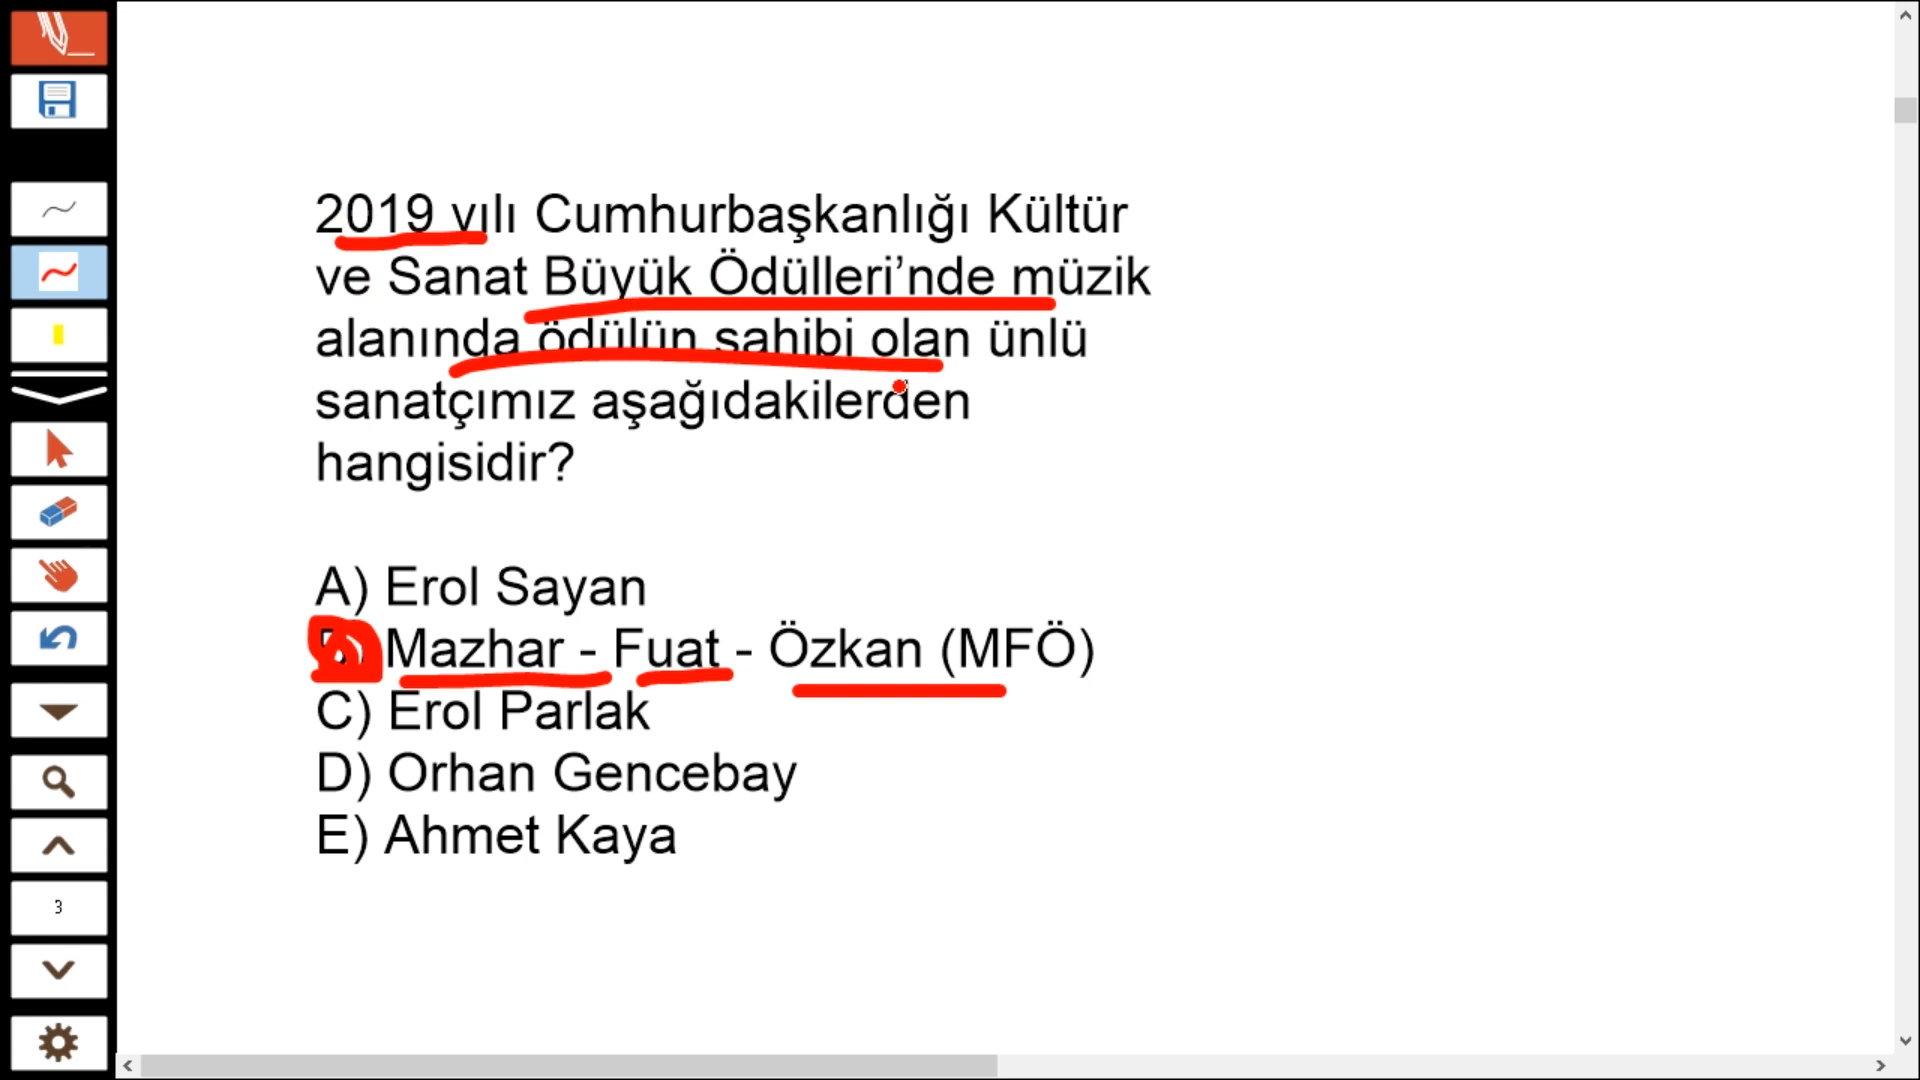 2019 yılı Cumhurbaşkanlığı Kültür
ve Sanat Büyük Ödülleri’nde müzik
alanında ödülün sahibi olan ünlü
sanatçımız aşağıdakilerden
hangisidir?
A) Erol Sayan
Mazhar - Fuat - Özkan (MFÖ)
C) Erol Parlak
D) Orhan Gencebay
E) Ahmet Kaya
3